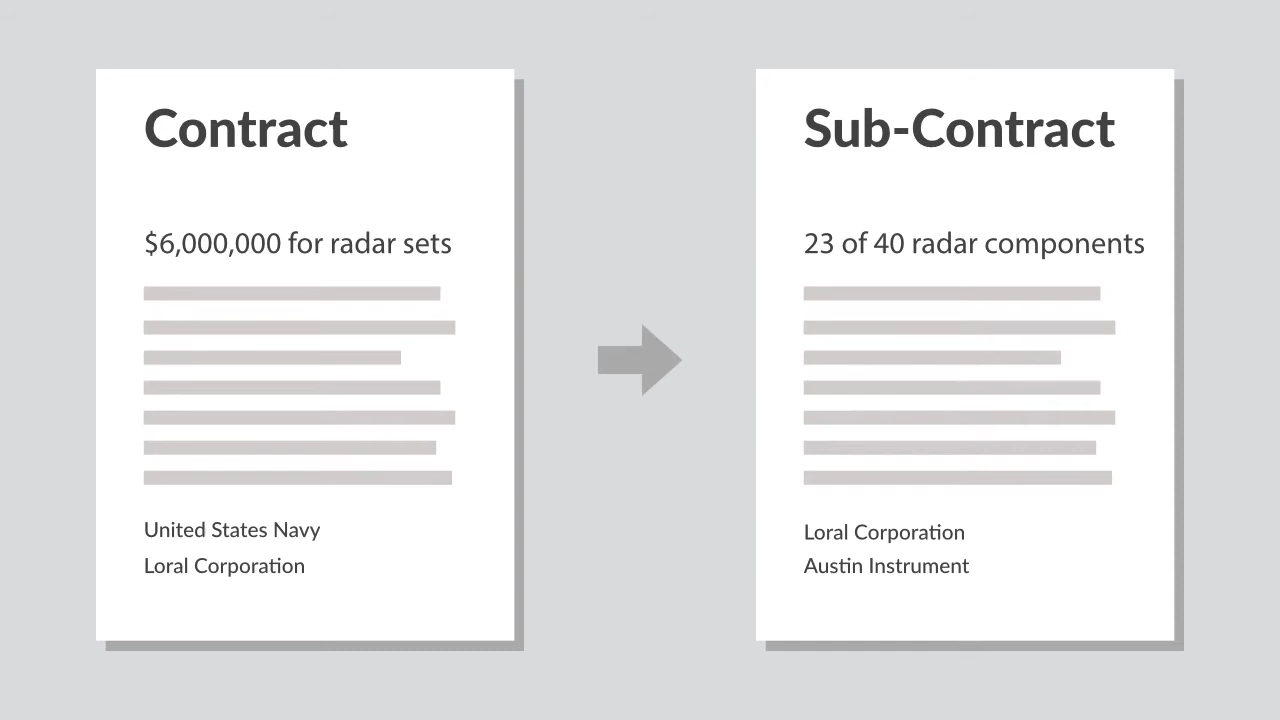 Contract
$6,000,000 for radar sets
United States Navy
Loral Corporation
Sub-Contract
23 of 40 radar components
Loral Corporation
Austin Instrument